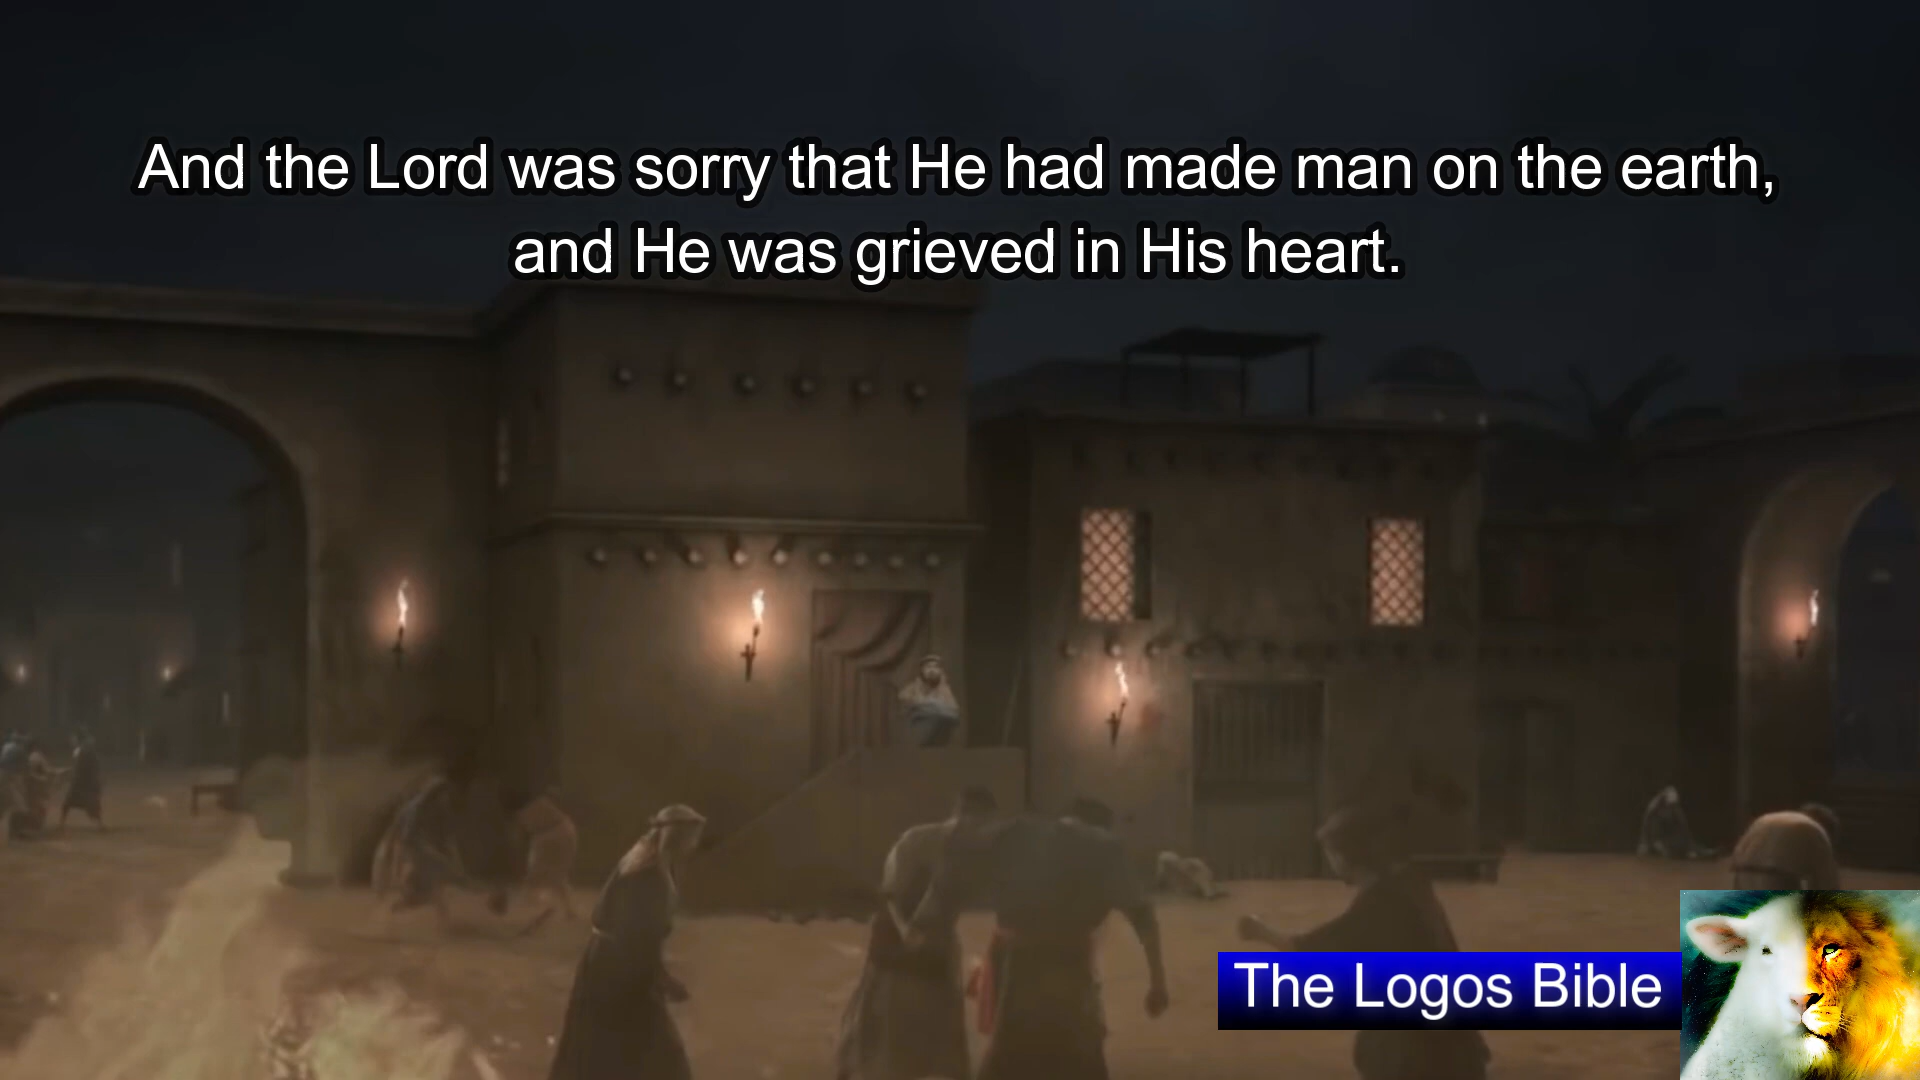 And the Lord was sorry that He had made man on the earth,
and He was grieved in His heart.
The Logos Bible